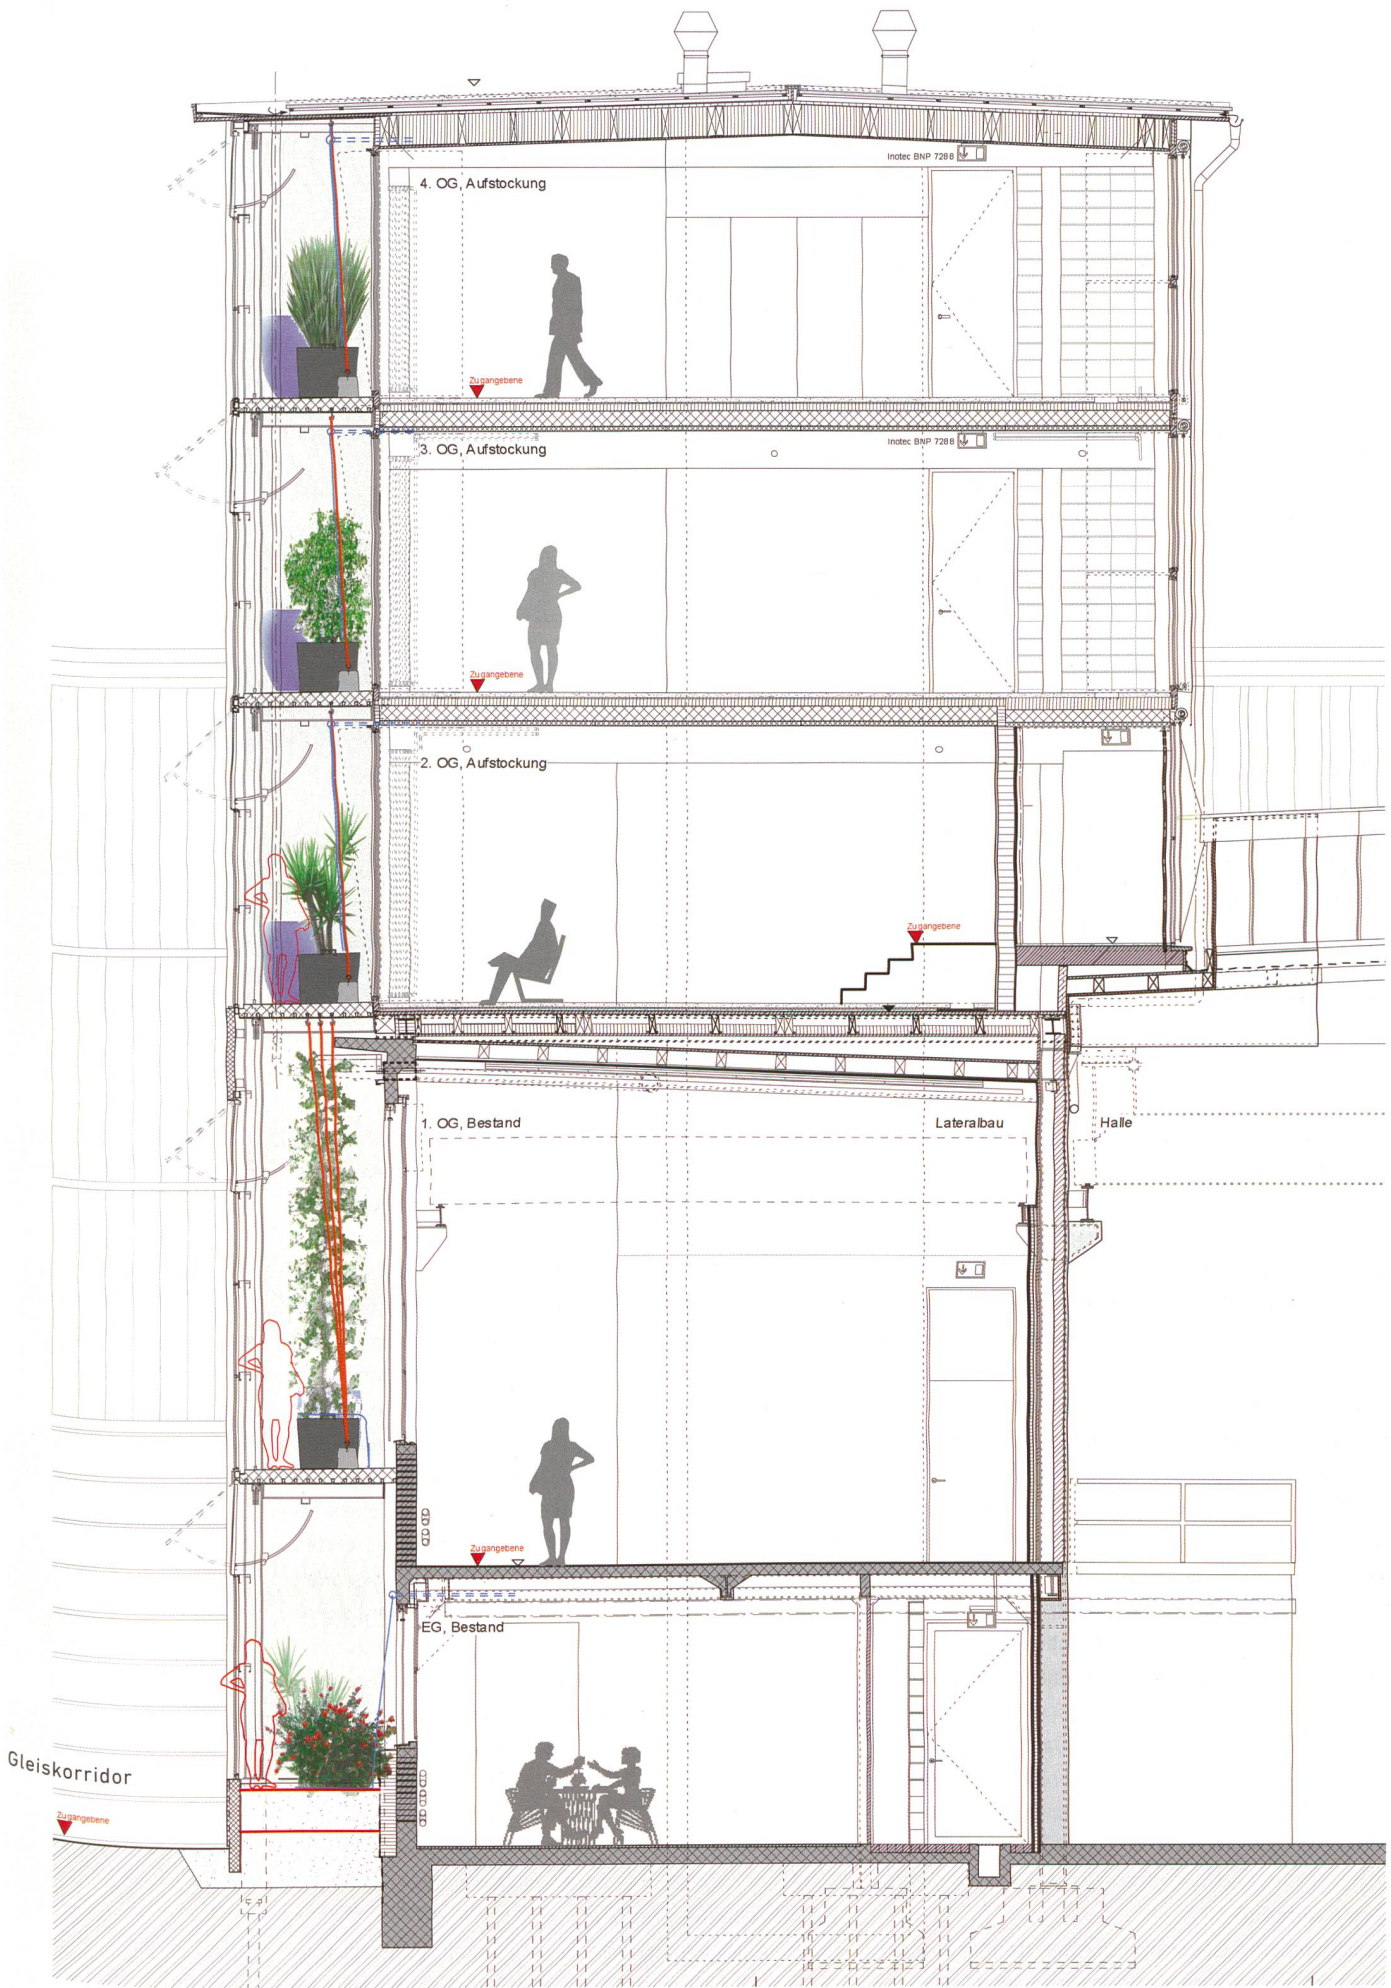 Inotec BNP 7288
4. OG, Aufstockung
Zugangebene
Inotec BNP 7288
3. OG, Aufstockung
Zugangebene
2. OG, Aufstockung
Zugangebene
1. OG, Bestand
Lateralbau
Halle
Zugangebene
EG, Bestand
Gleiskorridor
Zugangebene